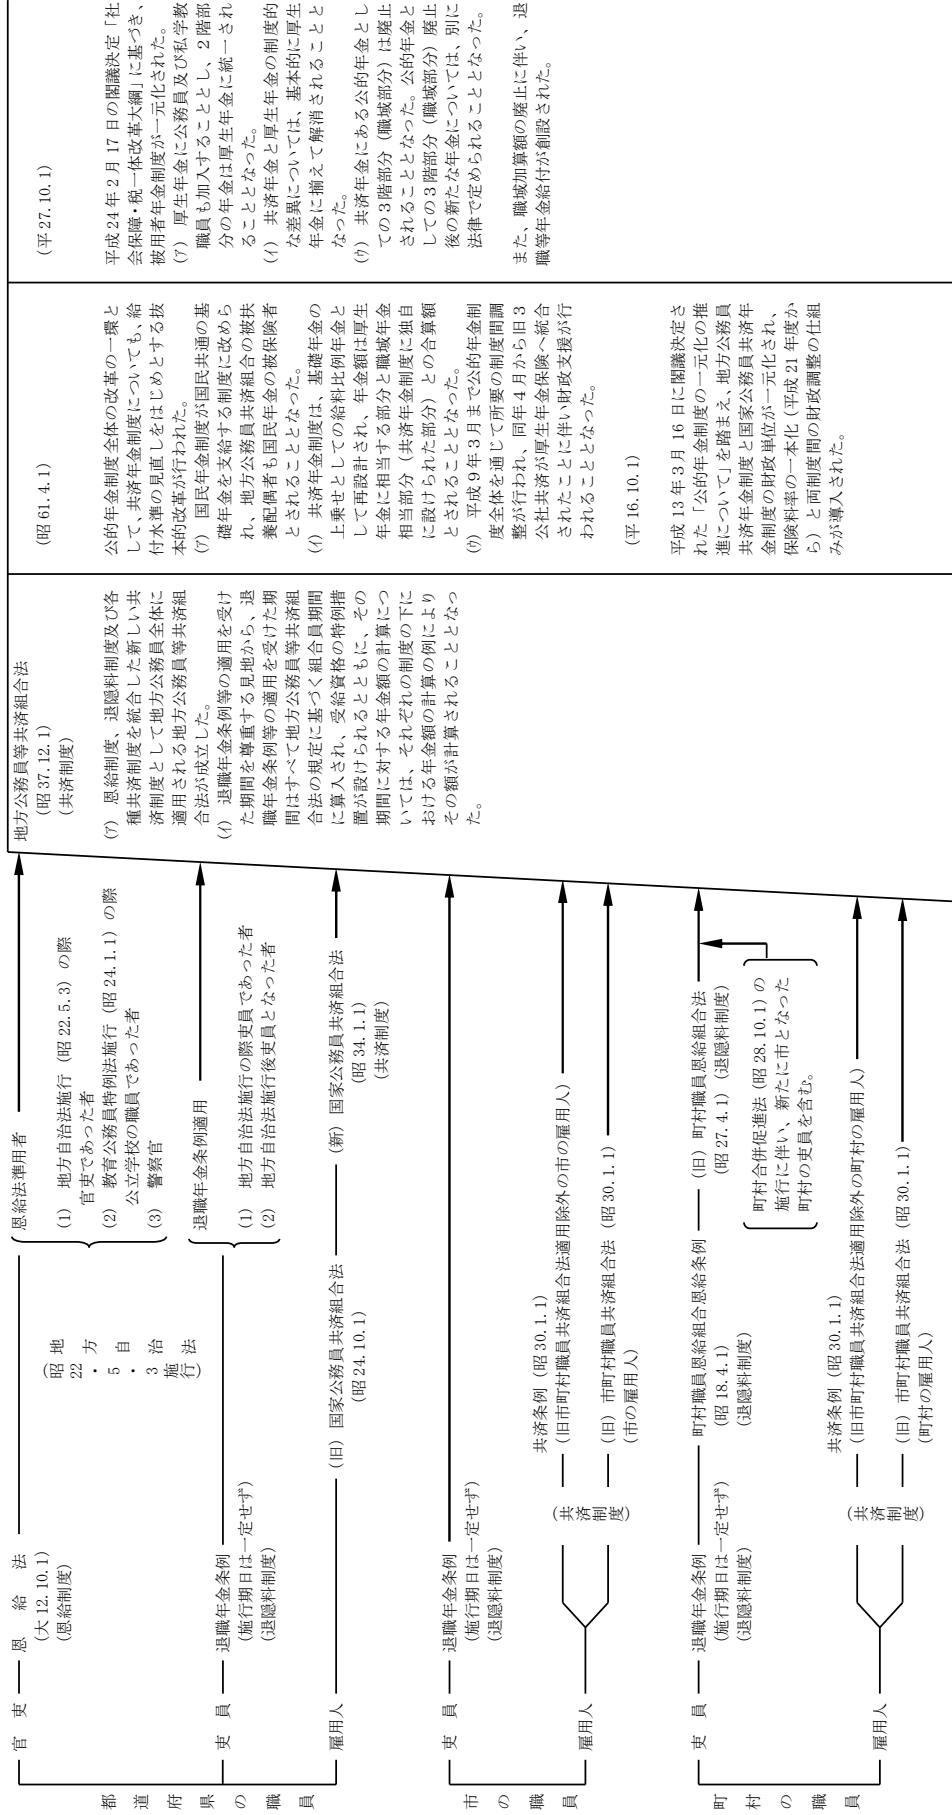 都道府県の職員
官吏
恩給法
(大 12.10.1)
(恩給制度)
(昭22・5・3施行)
地方自治法
恩給法準用者
(1) 地方自治法施行（昭 22.5.3）の際
官吏であった者
(2) 教育公務員特例法施行（昭 24.1.1）の際
公立学校の職員であった者
(3) 警察官
吏員
退職年金条例
(施行期日は一定せず)
(退隠料制度)
退職年金条例適用
(1) 地方自治法施行の際吏員であった者
(2) 地方自治法施行後吏員となった者
雇用人
(旧) 国家公務員共済組合法
(昭 24.10.1)
(新) 国家公務員共済組合法
(昭 34.1.1)
(共済制度)
市の職員
吏員
退職年金条例
(施行期日は一定せず)
(退隠料制度)
雇用人
(共済制度)
共済条例（昭 30.1.1）
(旧市町村職員共済組合法適用除外の市の雇用人)
(旧) 市町村職員共済組合法（昭 30.1.1）
(市の雇用人)
町村の職員
吏員
退職年金条例
(施行期日は一定せず)
(退隠料制度)
町村職員恩給組合恩給条例
(昭 18.4.1)
(退隠料制度)
(旧) 町村職員恩給組合法
(昭 27.4.1)（退隠料制度）
町村合併促進法（昭 28.10.1）の
施行に伴い、新たに市となった
町村の吏員を含む。
雇用人
(共済制度)
共済条例（昭 30.1.1）
(旧市町村職員共済組合法適用除外の町村の雇用人)
(旧) 市町村職員共済組合法（昭 30.1.1）
(町村の雇用人)
地方公務員等共済組合法
(昭 37.12.1)
(共済制度)
(ｱ) 恩給制度、退隠料制度及び各
種共済制度を統合した新しい共
済制度として地方公務員全体に
適用される地方公務員等共済組
合法が成立した。
(ｲ) 退職年金条例等の適用を受け
た期間を尊重する見地から、退
職年金条例等の適用を受けた期
間はすべて地方公務員等共済組
合法の規定に基づく組合員期間
に算入され、受給資格の特例措
置が設けられるとともに、その
期間に対する年金額の計算につ
いては、それぞれの制度の下に
おける年金額の計算の例により
その額が計算されることとなっ
た。
(昭 61.4.1)
公的年金制度全体の改革の一環と
して、共済年金制度についても、給
付水準の見直しをはじめとする抜
本的改革が行われた。
(ｱ) 国民年金制度が国民共通の基
礎年金を支給する制度に改めら
れ、地方公務員共済組合の被扶
養配偶者も国民年金の被保険者
とされることとなった。
(ｲ) 共済年金制度は、基礎年金の
上乗せとしての給料比例年金と
して再設計され、年金額は厚生
年金に相当する部分と職域年金
相当部分（共済年金制度に独自
に設けられた部分）との合算額
とされることとなった。
(ｳ) 平成９年３月まで公的年金制
度全体を通じて所要の制度間調
整が行われ、同年４月から旧３
公社共済が厚生年金保険へ統合
されたことに伴い財政支援が行
われることとなった。
(平 16.10.1)
平成 13 年３月 16 日に閣議決定さ
れた「公的年金制度の一元化の推
進について」を踏まえ、地方公務員
共済年金制度と国家公務員共済年
金制度の財政単位が一元化され、
保険料率の一本化（平成 21 年度か
ら）と両制度間の財政調整の仕組
みが導入された。
(平 27.10.1)
平成 24 年２月 17 日の閣議決定「社
会保障・税一体改革大綱」に基づき、
被用者年金制度が一元化された。
(ｱ) 厚生年金に公務員及び私学教
職員も加入することとし、２階部
分の年金は厚生年金に統一され
ることとなった。
(ｲ) 共済年金と厚生年金の制度的
な差異については、基本的に厚生
年金に揃えて解消されることと
なった。
(ｳ) 共済年金にある公的年金とし
ての３階部分（職域部分）は廃止
されることとなった。公的年金と
しての３階部分（職域部分）廃止
後の新たな年金については、別に
法律で定められることとなった。
また、職域加算額の廃止に伴い、退
職等年金給付が創設された。